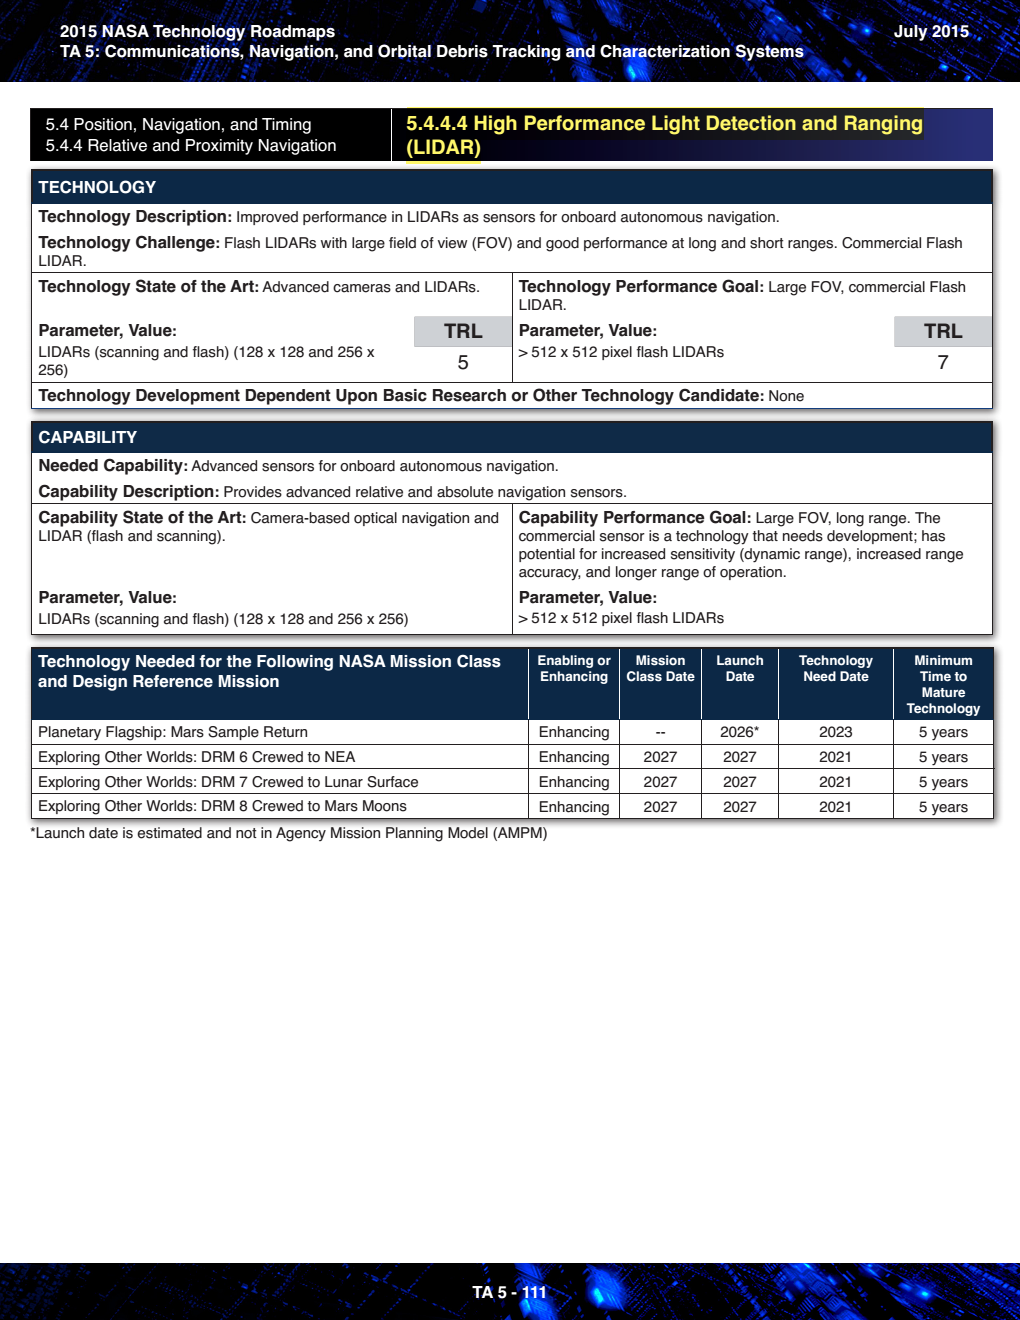 2015 NASA Technology Roadmaps
July 2015
TA 5: Communications, Navigation, and Orbital Debris Tracking and Characterization Systems
5.4 Position, Navigation, and Timing
5.4.4 Relative and Proximity Navigation
5.4.4.4 High Performance Light Detection and Ranging
(LIDAR)
TECHNOLOGY
Technology Description: Improved performance in LIDARs as sensors for onboard autonomous navigation.
Technology Challenge: Flash LIDARs with large field of view (FOV) and good performance at long and short ranges. Commercial Flash
LIDAR.
Technology State of the Art: Advanced cameras and LIDARs.
Parameter, Value:
LIDARs (scanning and flash) (128 x 128 and 256 x
256)
TRL
5
Technology Performance Goal: Large FOV, commercial Flash
LIDAR.
Parameter, Value:
> 512 x 512 pixel flash LIDARs
TRL
7
Technology Development Dependent Upon Basic Research or Other Technology Candidate: None
CAPABILITY
Needed Capability: Advanced sensors for onboard autonomous navigation.
Capability Description: Provides advanced relative and absolute navigation sensors.
Capability State of the Art: Camera-based optical navigation and
LIDAR (flash and scanning).
Parameter, Value:
LIDARs (scanning and flash) (128 x 128 and 256 x 256)
Capability Performance Goal: Large FOV, long range. The
commercial sensor is a technology that needs development; has
potential for increased sensitivity (dynamic range), increased range
accuracy, and longer range of operation.
Parameter, Value:
> 512 x 512 pixel flash LIDARs
Technology Needed for the Following NASA Mission Class
and Design Reference Mission
Enabling or
Enhancing
Mission
Class Date
Launch
Date
Technology
Need Date
Minimum
Time to
Mature
Technology
Planetary Flagship: Mars Sample Return Enhancing -- 2026* 2023 5 years
Exploring Other Worlds: DRM 6 Crewed to NEA Enhancing 2027 2027 2021 5 years
Exploring Other Worlds: DRM 7 Crewed to Lunar Surface Enhancing 2027 2027 2021 5 years
Exploring Other Worlds: DRM 8 Crewed to Mars Moons Enhancing 2027 2027 2021 5 years
*Launch date is estimated and not in Agency Mission Planning Model (AMPM)
TA 5 - 111